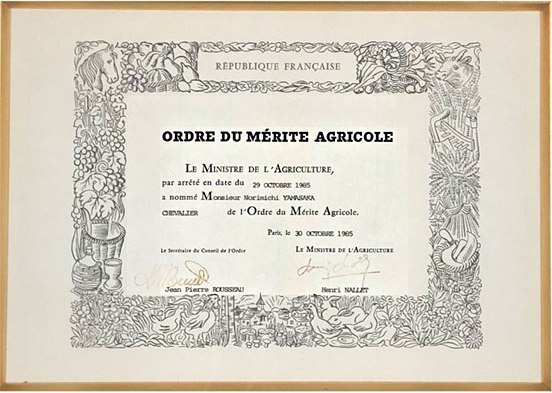 RÉPUBLIQUE FRANÇAISE
ORDRE DU MÉRITE AGRICOLE
LE MINISTRE DE L'AGRICULTURE,
par arrêté en date du 29 OCTOBRE 1985
a nommé Monsieur Norimichi YAMASAKA
CHEVALIER de l'Ordre du Mérite Agricole.
Paris, le 30 OCTOBRE 1985
Le Secrétaire du Conseil de l'Ordre LE MINISTRE DE L'AGRICULTURE
Jean Pierre ROUSSEAU Henri NALLET